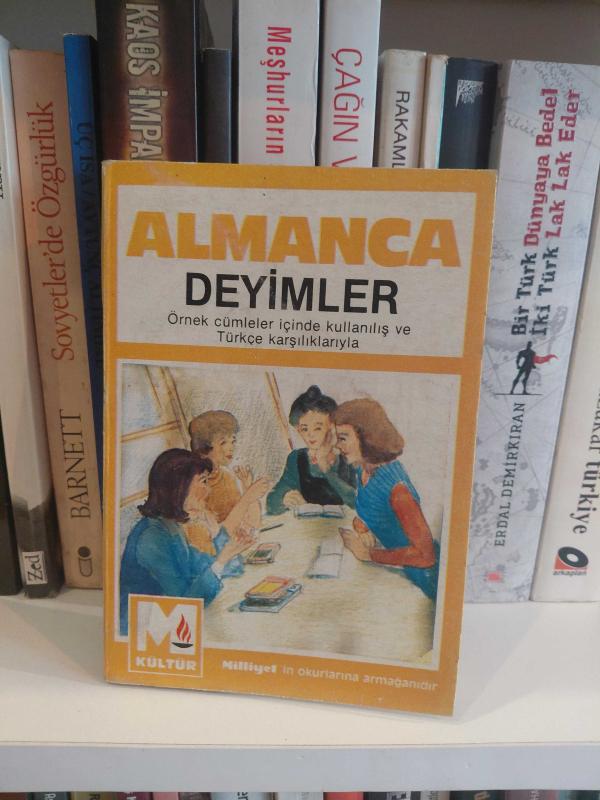 KAOS İMPA
Meşhurların
ÇAĞIN
RAKAML
Sovyetler'de Özgürlük
BARNETT
Zed
Bir Türk Dünyaya Bedel
İki Türk Lak Lak Eder
ERDAL DEMİRKIRAN
türkiye
arkaplan
ALMANCA
DEYİMLER
Örnek cümleler içinde kullanılış ve
Türkçe karşılıklarıyla
M
KÜLTÜR
Milliyet'in okurlarına armağanıdır